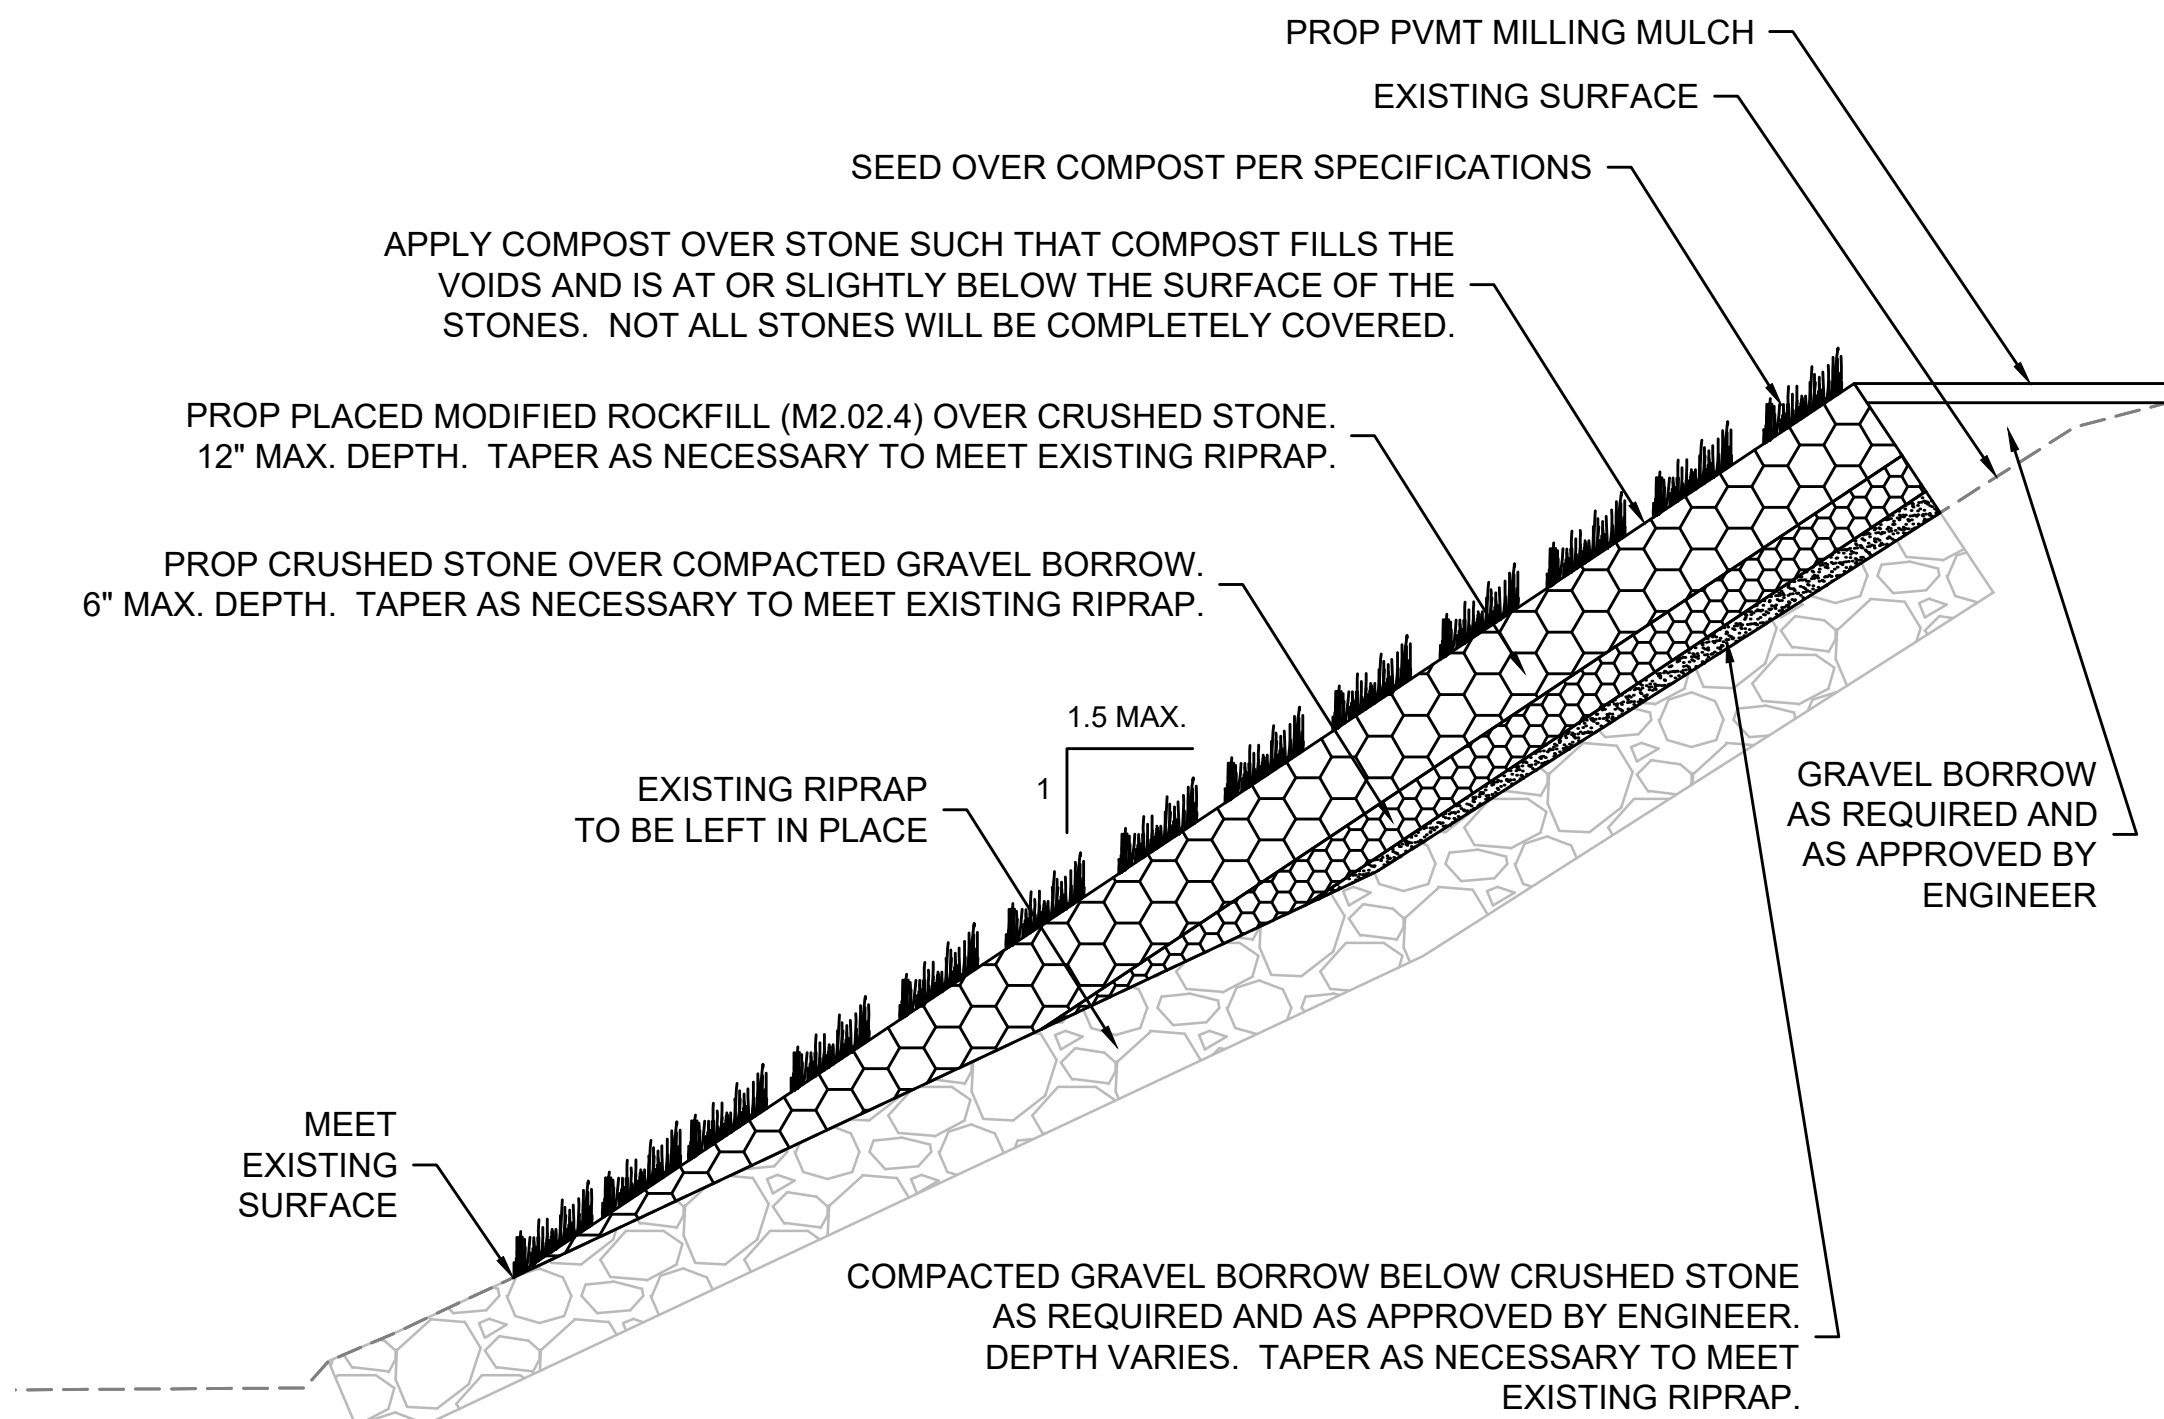 PROP PVMT MILLING MULCH
EXISTING SURFACE
SEED OVER COMPOST PER SPECIFICATIONS
APPLY COMPOST OVER STONE SUCH THAT COMPOST FILLS THE
VOIDS AND IS AT OR SLIGHTLY BELOW THE SURFACE OF THE
STONES.  NOT ALL STONES WILL BE COMPLETELY COVERED.
PROP PLACED MODIFIED ROCKFILL (M2.02.4) OVER CRUSHED STONE.
12" MAX. DEPTH.  TAPER AS NECESSARY TO MEET EXISTING RIPRAP.
PROP CRUSHED STONE OVER COMPACTED GRAVEL BORROW.
6" MAX. DEPTH.  TAPER AS NECESSARY TO MEET EXISTING RIPRAP.
1.5 MAX.
1
EXISTING RIPRAP
TO BE LEFT IN PLACE
GRAVEL BORROW
AS REQUIRED AND
AS APPROVED BY
ENGINEER
MEET
EXISTING
SURFACE
COMPACTED GRAVEL BORROW BELOW CRUSHED STONE
AS REQUIRED AND AS APPROVED BY ENGINEER.
DEPTH VARIES.  TAPER AS NECESSARY TO MEET
EXISTING RIPRAP.